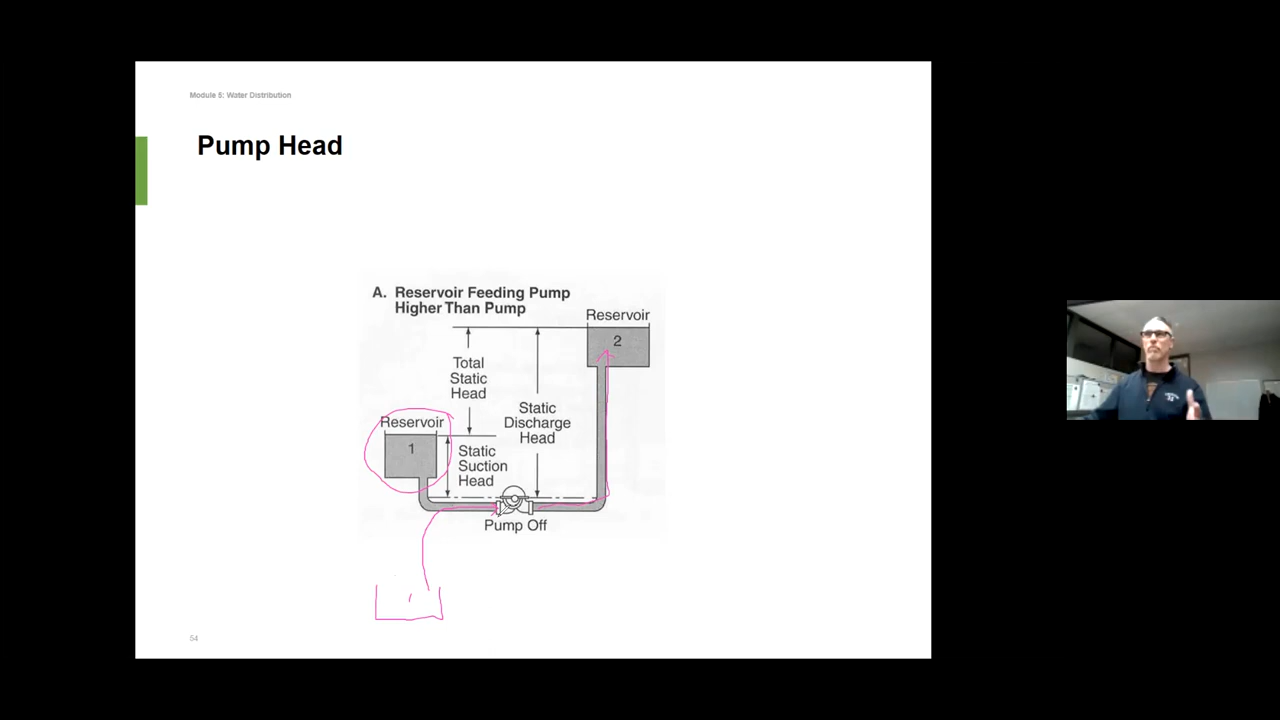 Module 5: Water Distribution
Pump Head
A. Reservoir Feeding Pump
Higher Than Pump
Reservoir
2
Total
Static
Head
Static
Discharge
Head
Reservoir
1
Static
Suction
Head
Pump Off
54